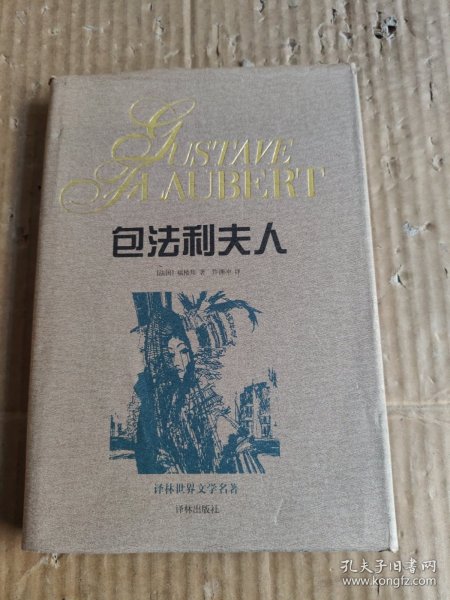 GUSTAVE
FLAUBERT
包法利夫人
[法国] 福楼拜 著 许渊冲 译
译林世界文学名著
译林出版社
孔夫子旧书网
www.kongfz.com